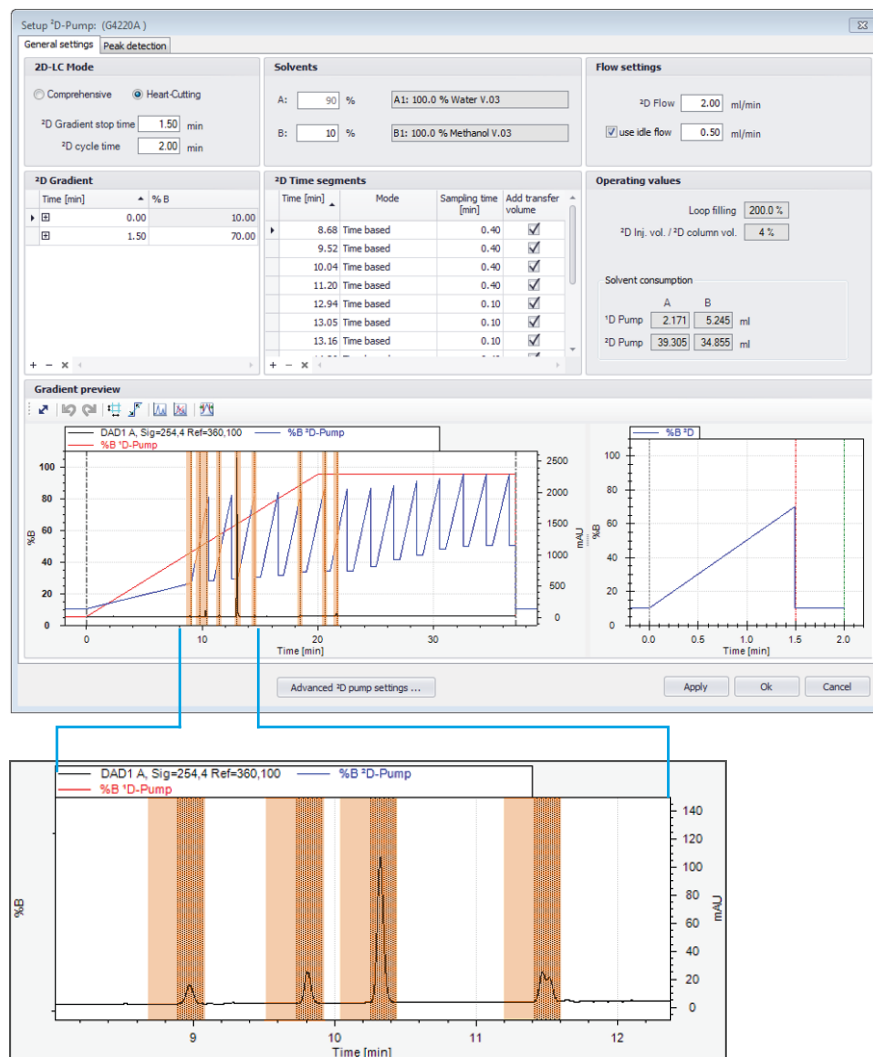 Setup ²D-Pump: (G4220A )
General settings Peak detection
2D-LC Mode
Comprehensive Heart-Cutting
²D Gradient stop time 1.50 min
²D cycle time 2.00 min
Solvents
A: 90 % A1: 100.0 % Water V.03
B: 10 % B1: 100.0 % Methanol V.03
Flow settings
²D Flow 2.00 ml/min
use idle flow 0.50 ml/min
²D Gradient
Time [min] % B
0.00 10.00
1.50 70.00
²D Time segments
Time [min] Mode Sampling time [min] Add transfer volume
8.68 Time based 0.40
9.52 Time based 0.40
10.04 Time based 0.40
11.20 Time based 0.40
12.94 Time based 0.10
13.05 Time based 0.10
13.16 Time based 0.10
Operating values
Loop filling 200.0 %
²D Inj. vol. / ²D column vol. 4 %
Solvent consumption
A B
¹D Pump 2.171 5.245 ml
²D Pump 39.305 34.855 ml
Gradient preview
DAD1 A, Sig=254,4 Ref=360,100 %B ²D-Pump
%B ¹D-Pump
100
80
60
40
20
0
%B
2500
2000
1500
1000
500
0
mAU
0 10 20 30
Time [min]
%B ²D
100
80
60
40
20
0
%B
0.0 0.5 1.0 1.5 2.0
Time [min]
Advanced ²D pump settings ...
Apply Ok Cancel
DAD1 A, Sig=254,4 Ref=360,100 %B ²D-Pump
%B ¹D-Pump
%B
140
120
100
80
60
40
20
0
mAU
9 10 11 12
Time [min]